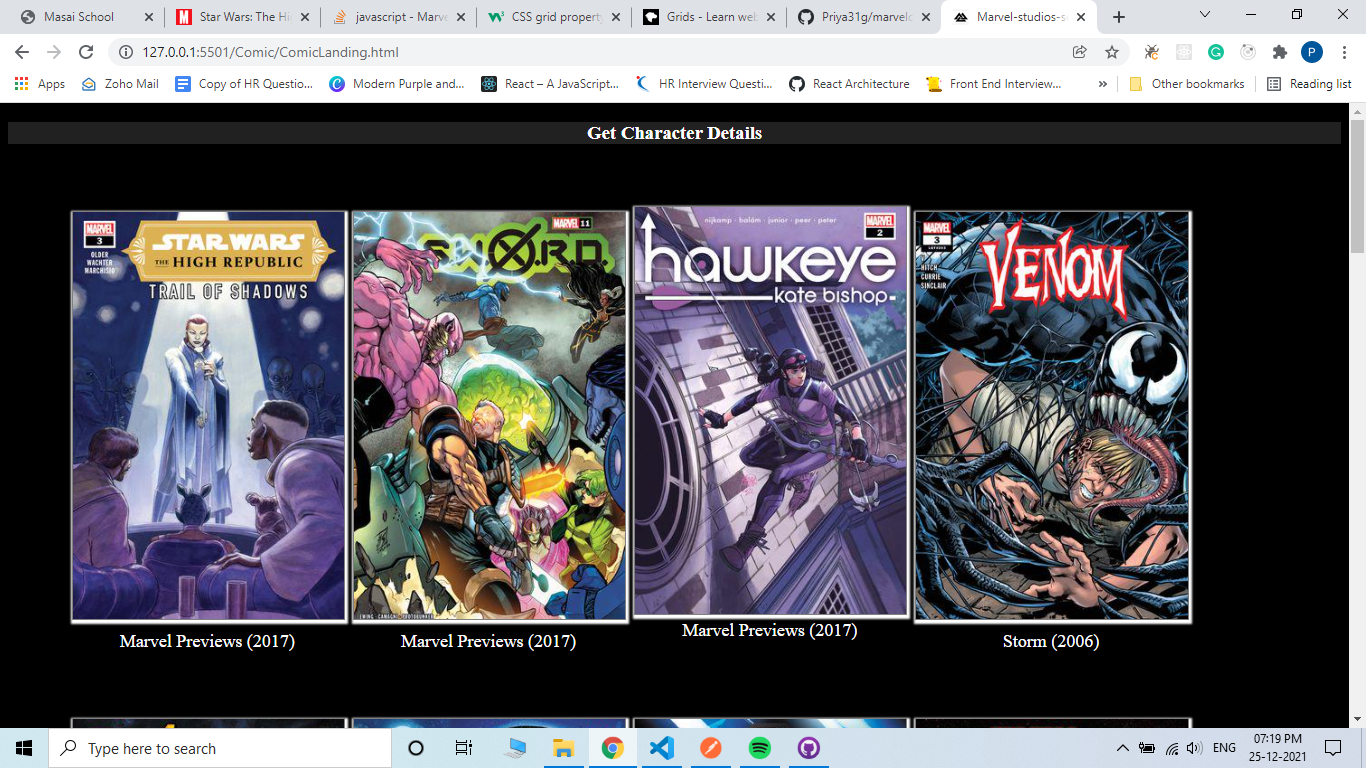 Masai School
Star Wars: The Hi
javascript - Marve
CSS grid property
Grids - Learn web
Priya31g/marvelc
Marvel-studios-s
127.0.0.1:5501/Comic/ComicLanding.html
P
Apps
Zoho Mail
Copy of HR Questio...
Modern Purple and...
React – A JavaScript...
HR Interview Questi...
React Architecture
Front End Interview...
»
Other bookmarks
Reading list
Get Character Details
MARVEL
3
OLDER
WACHTER
MARCHISIO
STAR WARS
THE HIGH REPUBLIC
TRAIL OF SHADOWS
MARVEL 11
S.W.O.R.D.
nijkamp · balám · junior · peer · peter
MARVEL
2
hawkeye
kate bishop
MARVEL
3
HITCH
CURRIE
SINCLAIR
VENOM
Marvel Previews (2017)
Marvel Previews (2017)
Marvel Previews (2017)
Storm (2006)
Type here to search
ENG
07:19 PM
25-12-2021